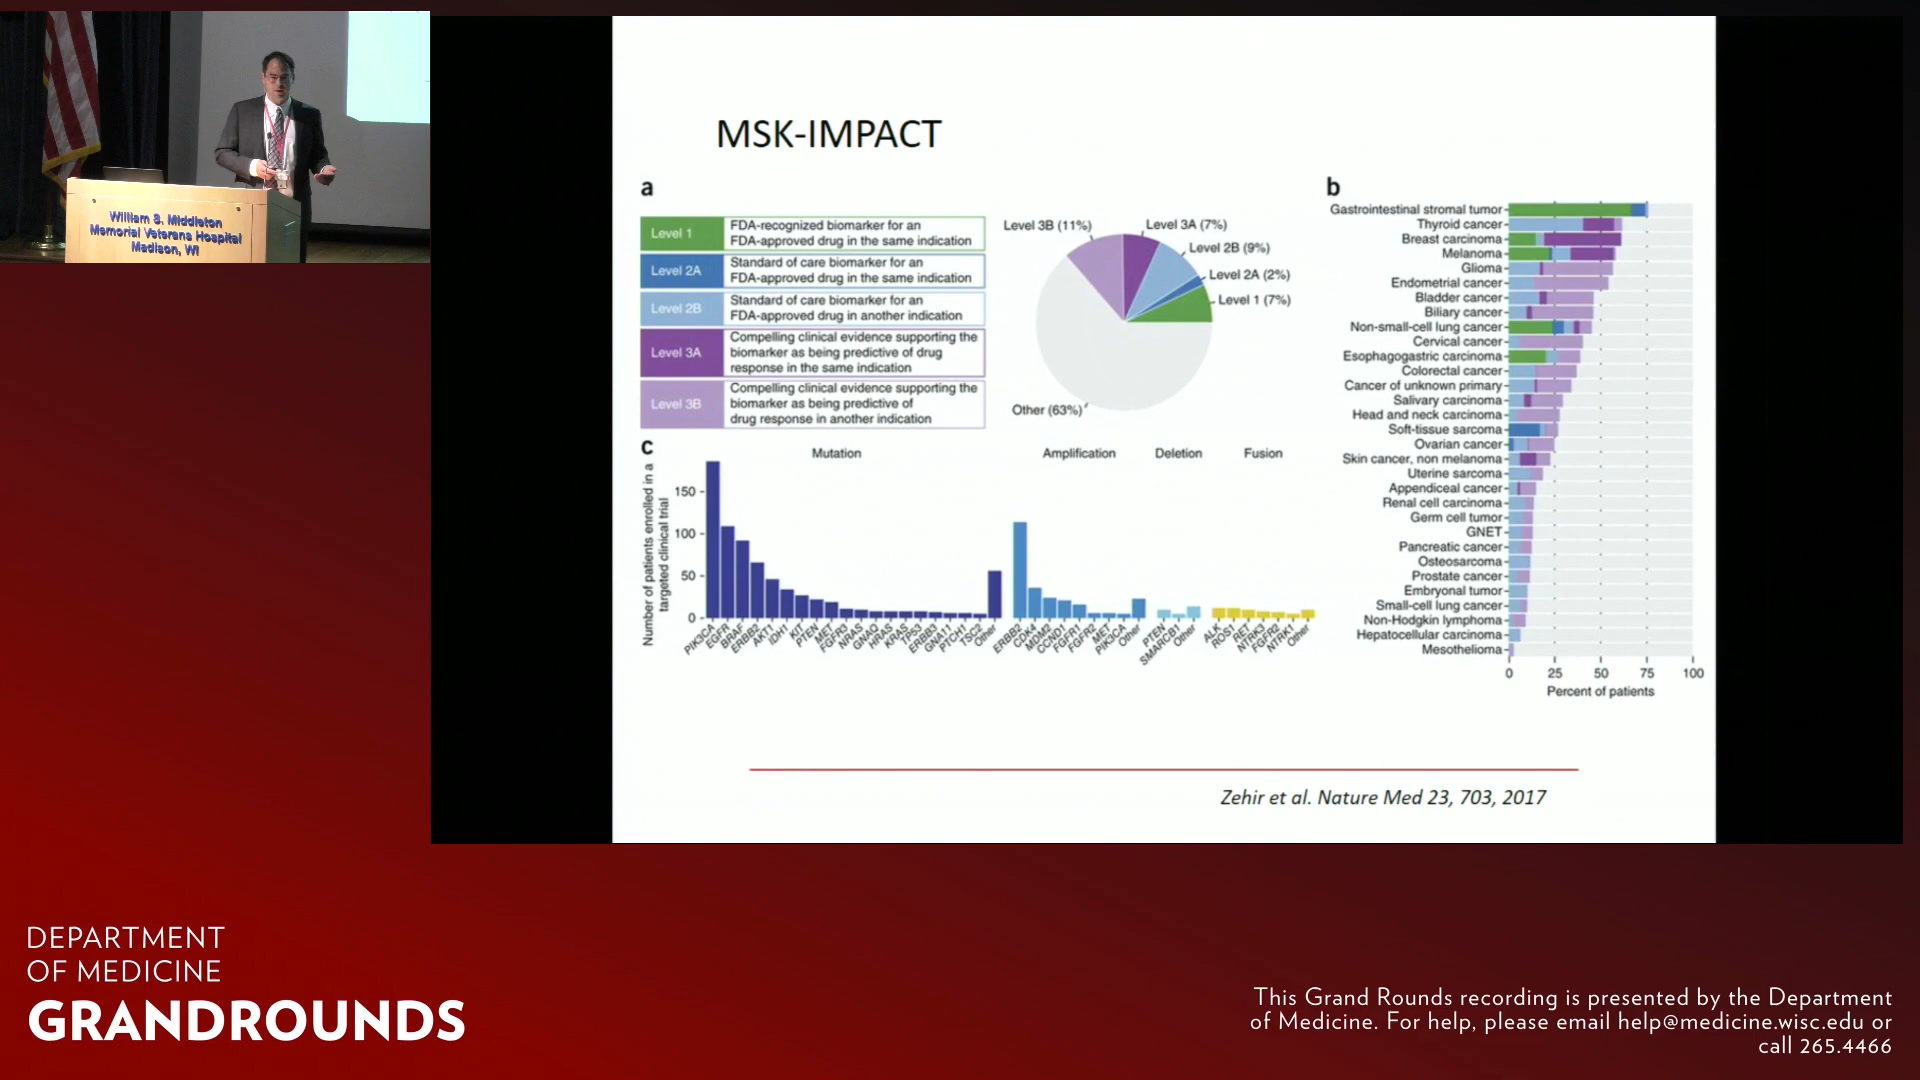 William S. Middleton
Memorial Veterans Hospital
Madison, WI
MSK-IMPACT
a
Level 1
FDA-recognized biomarker for an
FDA-approved drug in the same indication
Level 2A
Standard of care biomarker for an
FDA-approved drug in the same indication
Level 2B
Standard of care biomarker for an
FDA-approved drug in another indication
Level 3A
Compelling clinical evidence supporting the
biomarker as being predictive of drug
response in the same indication
Level 3B
Compelling clinical evidence supporting the
biomarker as being predictive of
drug response in another indication
Level 3B (11%)
Level 3A (7%)
Level 2B (9%)
Level 2A (2%)
Level 1 (7%)
Other (63%)
b
Gastrointestinal stromal tumor
Thyroid cancer
Breast carcinoma
Melanoma
Glioma
Endometrial cancer
Bladder cancer
Biliary cancer
Non-small-cell lung cancer
Cervical cancer
Esophagogastric carcinoma
Colorectal cancer
Cancer of unknown primary
Salivary carcinoma
Head and neck carcinoma
Soft-tissue sarcoma
Ovarian cancer
Skin cancer, non melanoma
Uterine sarcoma
Appendiceal cancer
Renal cell carcinoma
Germ cell tumor
GNET
Pancreatic cancer
Osteosarcoma
Prostate cancer
Embryonal tumor
Small-cell lung cancer
Non-Hodgkin lymphoma
Hepatocellular carcinoma
Mesothelioma
0 25 50 75 100
Percent of patients
c
Mutation
Amplification
Deletion
Fusion
Number of patients enrolled in a
targeted clinical trial
150
100
50
0
PIK3CA
EGFR
BRAF
ERBB2
AKT1
IDH1
KIT
PTEN
MET
FGFR3
NRAS
GNAQ
HRAS
KRAS
TP53
ERBB3
GNA11
PTCH1
TSC2
Other
ERBB2
CDK4
MDM2
CCND1
FGFR1
FGFR2
MET
PIK3CA
Other
PTEN
SMARCB1
Other
ALK
ROS1
RET
NTRK3
FGFR2
NTRK1
Other
Zehir et al. Nature Med 23, 703, 2017
DEPARTMENT
OF MEDICINE
GRANDROUNDS
This Grand Rounds recording is presented by the Department
of Medicine. For help, please email help@medicine.wisc.edu or
call 265.4466